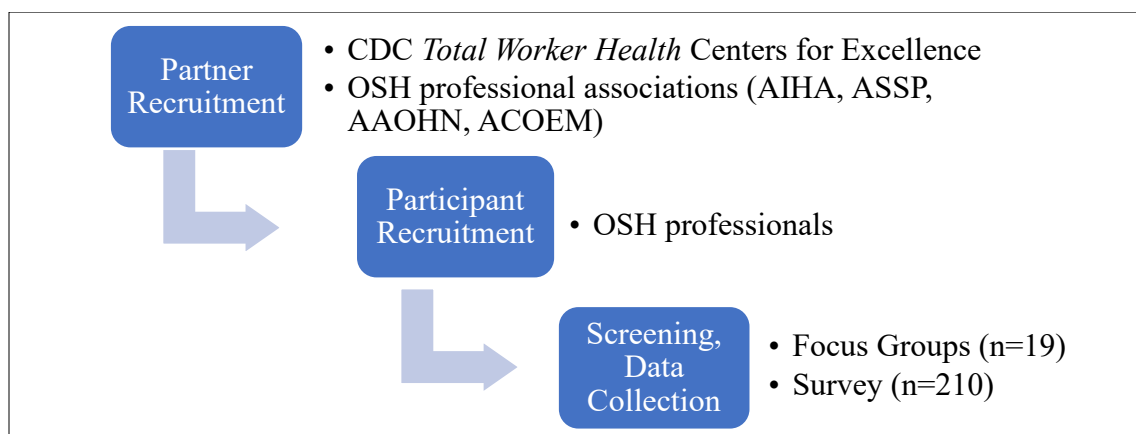 Partner
Recruitment
• CDC Total Worker Health Centers for Excellence
• OSH professional associations (AIHA, ASSP,
AAOHN, ACOEM)
Participant
Recruitment
• OSH professionals
Screening,
Data
Collection
• Focus Groups (n=19)
• Survey (n=210)